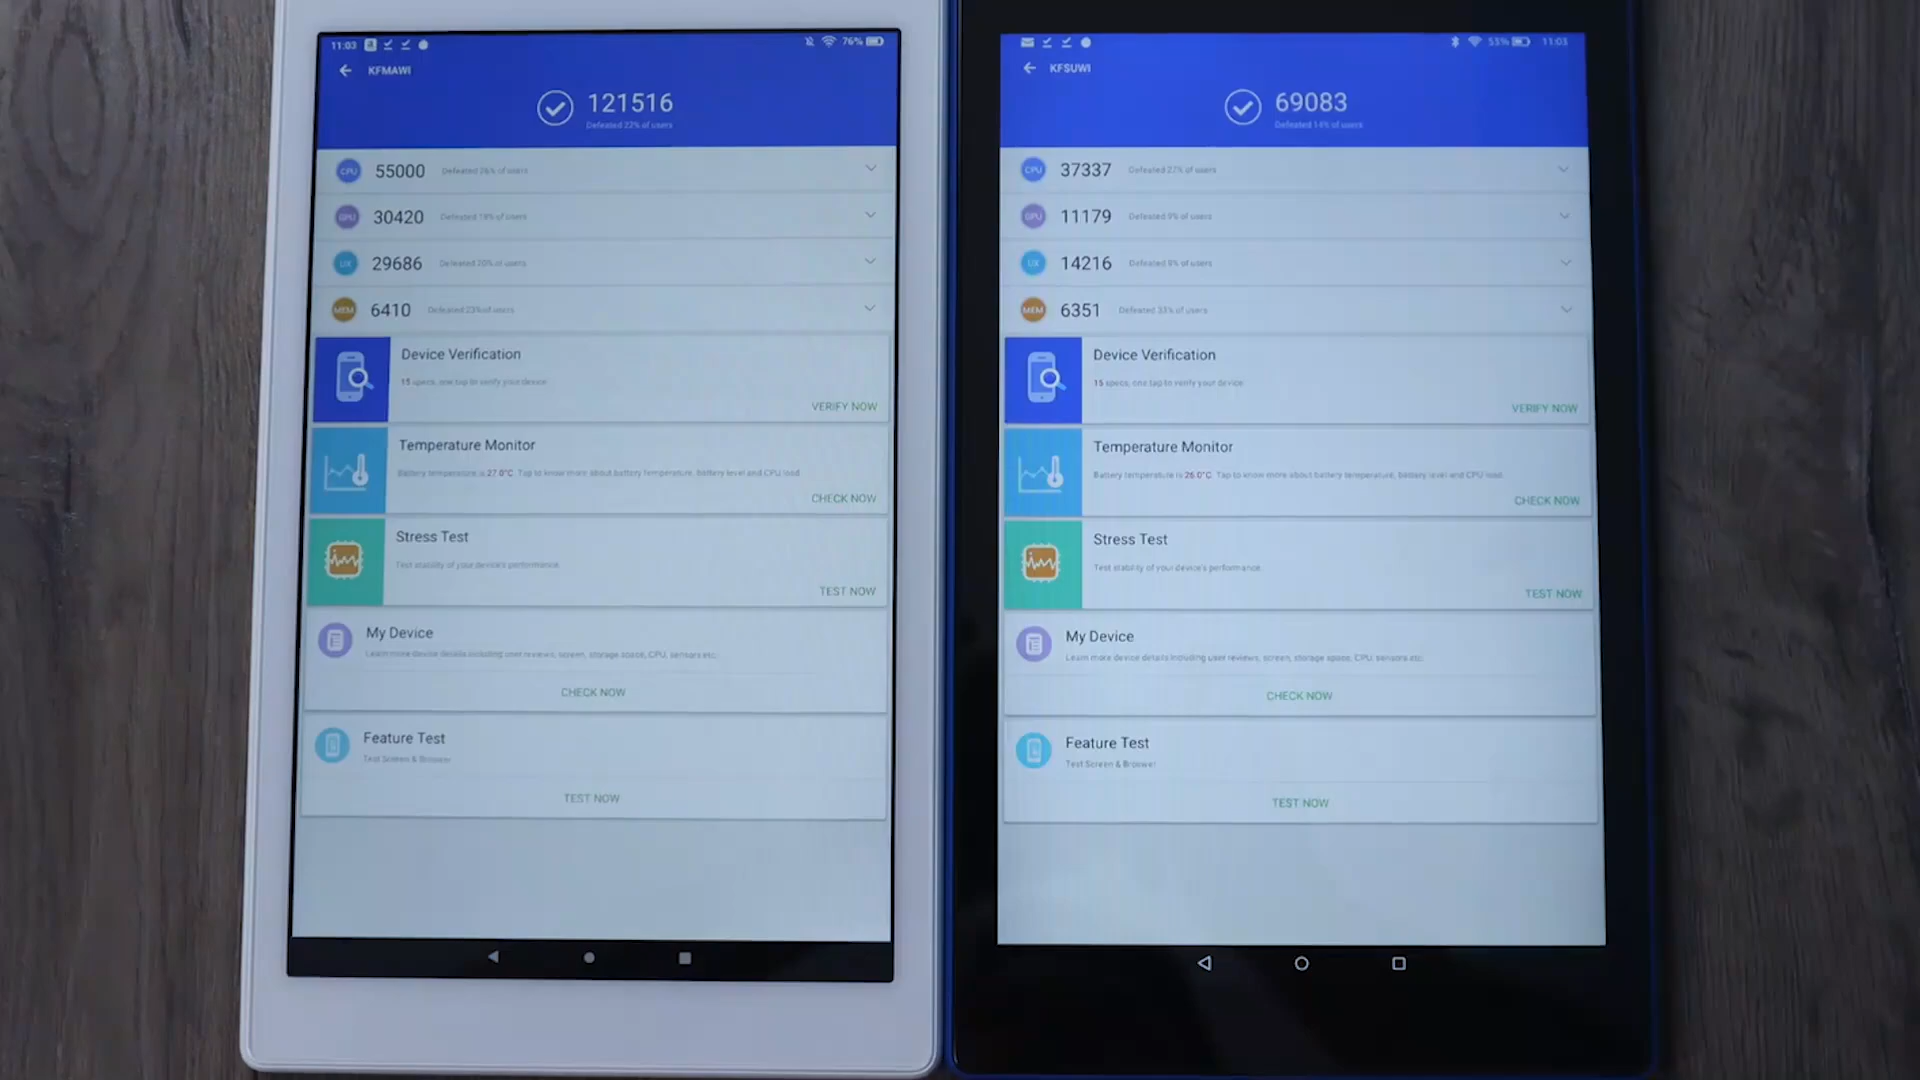 11:03
76%
KFMAWI
121516
Defeated 22% of users
CPU 55000 Defeated 26% of users
GPU 30420 Defeated 19% of users
UX 29686 Defeated 20% of users
MEM 6410 Defeated 23% of users
Device Verification
15 specs, one tap to verify your device
VERIFY NOW
Temperature Monitor
Battery temperature is 27.0°C. Tap to know more about battery temperature, battery level and CPU load.
CHECK NOW
Stress Test
Test stability of your device's performance.
TEST NOW
My Device
Learn more device details including user reviews, screen, storage space, CPU, sensors etc.
CHECK NOW
Feature Test
Test Screen & Browser
TEST NOW
53% 11:03
KFSUWI
69083
Defeated 14% of users
CPU 37337 Defeated 27% of users
GPU 11179 Defeated 9% of users
UX 14216 Defeated 8% of users
MEM 6351 Defeated 33% of users
Device Verification
15 specs, one tap to verify your device
VERIFY NOW
Temperature Monitor
Battery temperature is 26.0°C. Tap to know more about battery temperature, battery level and CPU load.
CHECK NOW
Stress Test
Test stability of your device's performance.
TEST NOW
My Device
Learn more device details including user reviews, screen, storage space, CPU, sensors etc.
CHECK NOW
Feature Test
Test Screen & Browser
TEST NOW